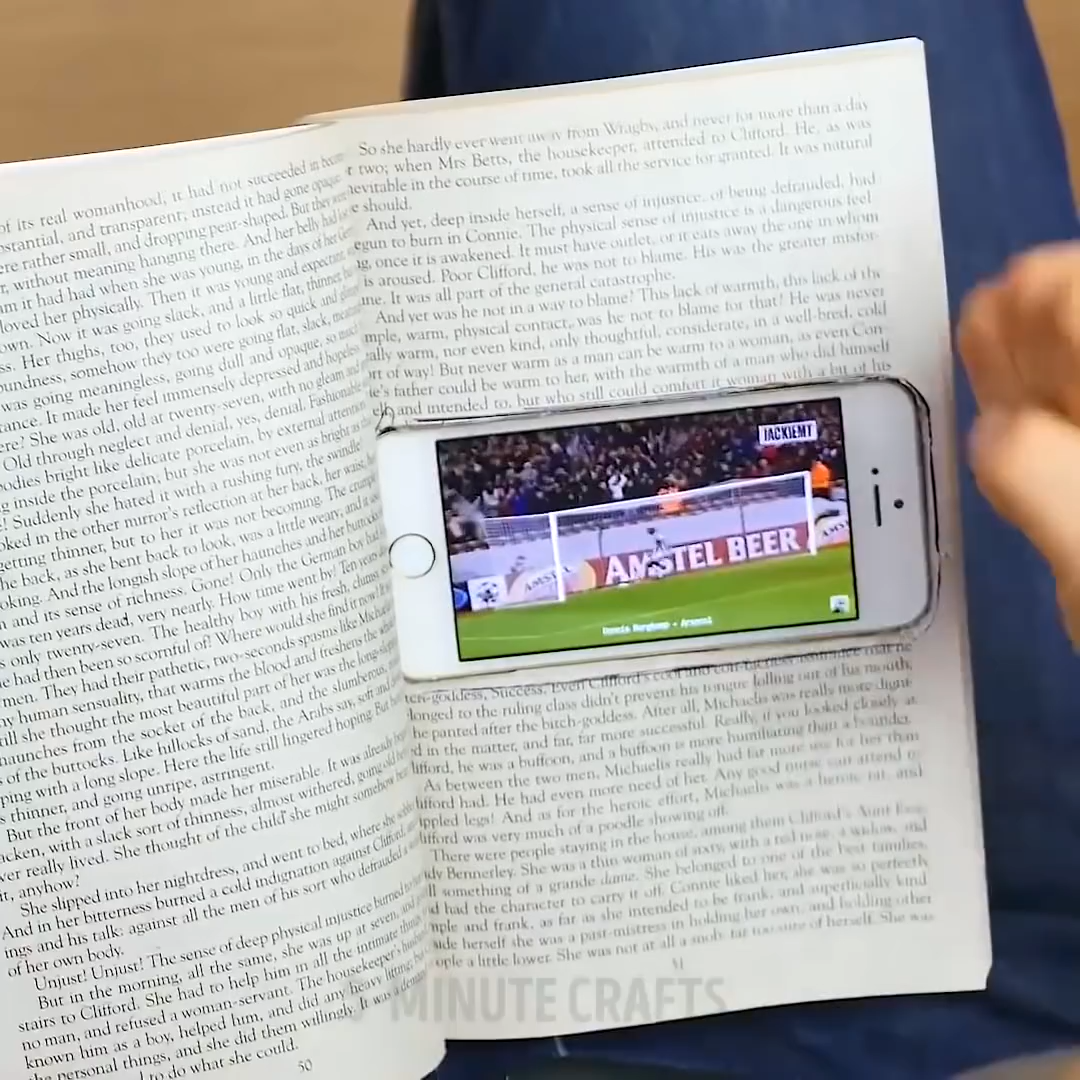 of its real womanhood, it had not succeeded in
stantial, and transparent; instead it had gone opaque
ere rather small, and dropping pear-shaped. But they were
, without meaning hanging there. And her belly had lost
am it had had when she was young, in the days of her Ger
loved her physically. Then it was young and expectant,
own. Now it was going slack, and a little flat, thinner, but
ss. Her thighs, too, they used to look so quick and
oundness, somehow they too were going flat, slack, mean
was going meaningless, going dull and opaque, so much
tance. It made her feel immensely depressed and hopeless
ere? She was old, old at twenty-seven, with no gleam and
Old through neglect and denial, yes, denial. Fashionable
odies bright like delicate porcelain, by external attention
g inside the porcelain; but she was not even as bright as
! Suddenly she hated it with a rushing fury, the swindle!
oked in the other mirror's reflection at her back, her waist,
getting thinner, but to her it was not becoming. The crump
he back, as she bent back to look, was a little weary; and it
oking. And the longish slope of her haunches and her buttocks
n and its sense of richness. Gone! Only the German boy had
was ten years dead, very nearly. How time went by! Ten years
s only twenty-seven. The healthy boy with his fresh, clumsy
e had then been so scornful of! Where would she find it now? It
men. They had their pathetic, two-seconds spasms like Michaelis
hy human sensuality, that warms the blood and freshens the
till she thought the most beautiful part of her was the long-slop
haunches from the socket of the back, and the slumberous,
s of the buttocks. Like hillocks of sand, the Arabs say, soft and
ping with a long slope. Here the life still lingered hoping. But
s thinner, and going unripe, astringent.
But the front of her body made her miserable. It was already
acken, with a slack sort of thinness, almost withered, going old
ver really lived. She thought of the child she might somehow
it, anyhow?
She slipped into her nightdress, and went to bed, where she
And in her bitterness burned a cold indignation against Clifford,
ings and his talk: against all the men of his sort who defrauded a
of her own body.
Unjust! Unjust! The sense of deep physical injustice burned to
But in the morning, all the same, she was up at seven, and
stairs to Clifford. She had to help him in all the intimate things
no man, and refused a woman-servant. The housekeeper's
known him as a boy, helped him, and did any heavy lifting; but
she personal things, and she did them willingly. It was a
to do what she could.
50
So she hardly ever went away from Wragby, and never for more than a day
r two; when Mrs Betts, the housekeeper, attended to Clifford. He, as was
nevitable in the course of time, took all the service for granted. It was natural
e should.
And yet, deep inside herself, a sense of injustice, of being defrauded, had
egun to burn in Connie. The physical sense of injustice is a dangerous feel
g, once it is awakened. It must have outlet, or it eats away the one in whom
is aroused. Poor Clifford, he was not to blame. His was the greater misfor-
ne. It was all part of the general catastrophe.
And yet was he not in a way to blame? This lack of warmth, this lack of the
mple, warm, physical contact, was he not to blame for that? He was never
ally warm, nor even kind, only thoughtful, considerate, in a well-bred, cold
rt of way! But never warm as a man can be warm to a woman, as even Con-
e's father could be warm to her, with the warmth of a man who did himself
and intended to, but who still could comfort a woman with a bit of his
JACKIEMT
AMSTEL BEER
Dennis Bergkamp - Arsenal
tch-goddess, Success. Even Clifford's cool and
longed to the ruling class didn't prevent his tongue lolling out of his mouth,
he panted after the bitch-goddess. After all, Michaelis was really more digni-
d in the matter, and far, far more successful. Really, if you looked closely at
ifford, he was a buffoon, and a buffoon is more humiliating than a bounder.
As between the two men, Michaelis really had far more use for her than
lifford had. He had even more need of her. Any good nurse can attend to
ippled legs! And as for the heroic effort, Michaelis was a heroic rat, and
ifford was very much of a poodle showing off.
There were people staying in the house, among them Clifford's Aunt Eva,
dy Bennerley. She was a thin woman of sixty, with a red nose, a widow, and
ll something of a grande dame. She belonged to one of the best families,
d had the character to carry it off. Connie liked her, she was so perfectly
mple and frank, as far as she intended to be frank, and superficially kind
side herself she was a past-mistress in holding her own, and holding other
ople a little lower. She was not at all a snob: far too sure of herself. She was
51
MINUTE CRAFTS